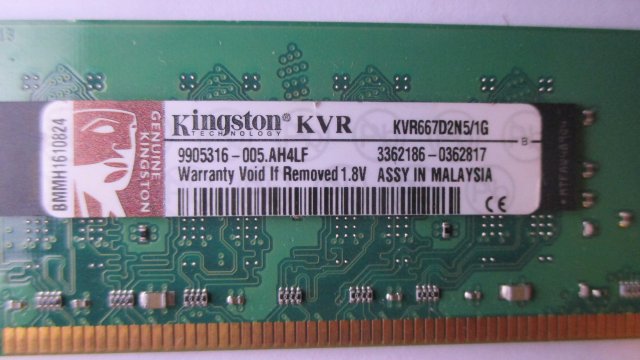 Kingston® KVR KVR667D2N5/1G
TECHNOLOGY
9905316-005.AH4LF 3362186-0362817
Warranty Void If Removed 1.8V ASSY IN MALAYSIA
CE
GENUINE
KINGSTON
BMMMH1610624